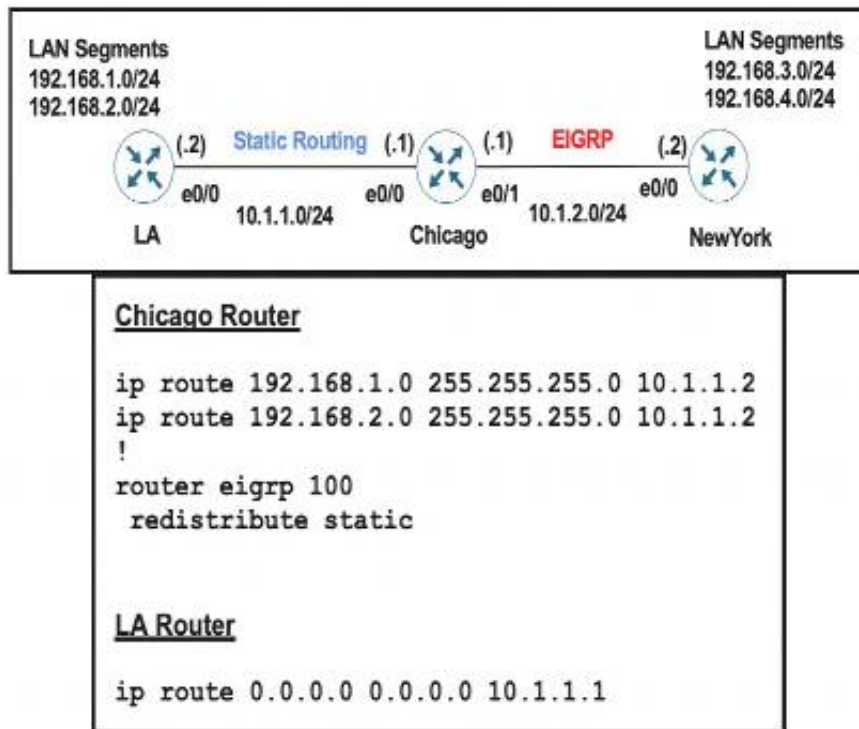 LAN Segments
192.168.1.0/24
192.168.2.0/24
LAN Segments
192.168.3.0/24
192.168.4.0/24
(.2) Static Routing (.1) (.1) EIGRP (.2)
e0/0 10.1.1.0/24 e0/0 e0/1 10.1.2.0/24 e0/0
LA Chicago NewYork
Chicago Router
ip route 192.168.1.0 255.255.255.0 10.1.1.2
ip route 192.168.2.0 255.255.255.0 10.1.1.2
!
router eigrp 100
redistribute static
LA Router
ip route 0.0.0.0 0.0.0.0 10.1.1.1